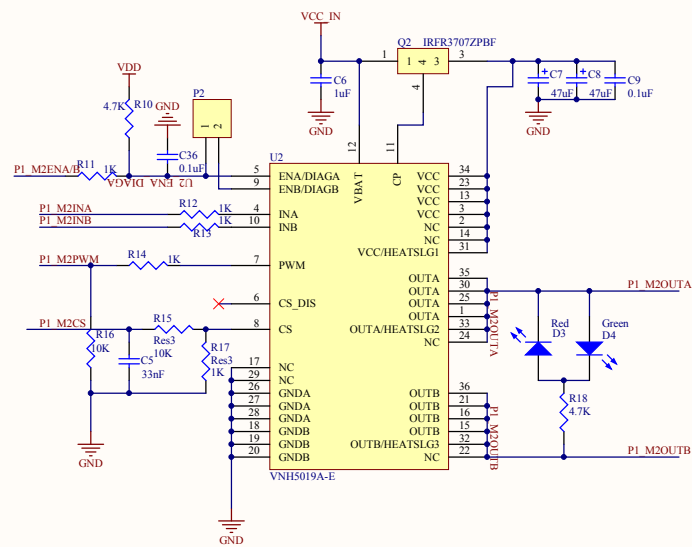 VCC_IN
Q2 IRFR3707ZPBF
1 1 4 3 3
4
C6
1uF
GND
C7
47uF
C8
47uF
C9
0.1uF
GND
VDD
4.7K R10
GND
P2
1 2
C36
0.1uF
U2_ENA_DIAGA
P1_M2ENA/B
R11 1K
U2
12 11
VBAT CP
5 ENA/DIAGA
9 ENB/DIAGB
P1_M2INA
R12 1K
4 INA
P1_M2INB
R13 1K
10 INB
P1_M2PWM
R14 1K
7 PWM
6 CS_DIS
P1_M2CS
R15
Res3
10K
8 CS
R16
10K
C5
33nF
R17
Res3
1K
GND
17 NC
29 NC
26 GNDA
27 GNDA
28 GNDA
18 GNDB
19 GNDB
20 GNDB
GND
VCC 34
VCC 23
VCC 13
VCC 3
NC 2
NC 14
VCC/HEATSLG1 31
OUTA 35
OUTA 30
OUTA 25
OUTA 1
OUTA/HEATSLG2 33
NC 24
P1_M2OUTA
P1_M2OUTA
Red
D3
Green
D4
R18
4.7K
OUTB 36
OUTB 21
OUTB 16
OUTB 15
OUTB/HEATSLG3 32
NC 22
P1_M2OUTB
P1_M2OUTB
VNH5019A-E